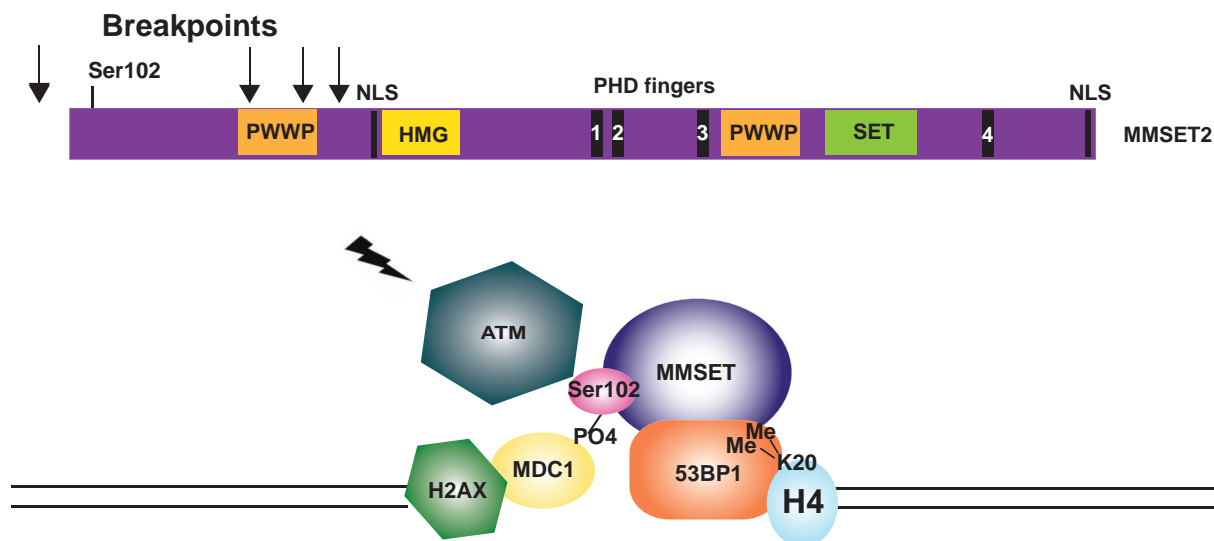 Breakpoints
Ser102
NLS
PHD fingers
NLS
PWWP
HMG
1
2
3
PWWP
SET
4
MMSET2
ATM
MMSET
Ser102
PO4
Me
Me
K20
MDC1
53BP1
H2AX
H4